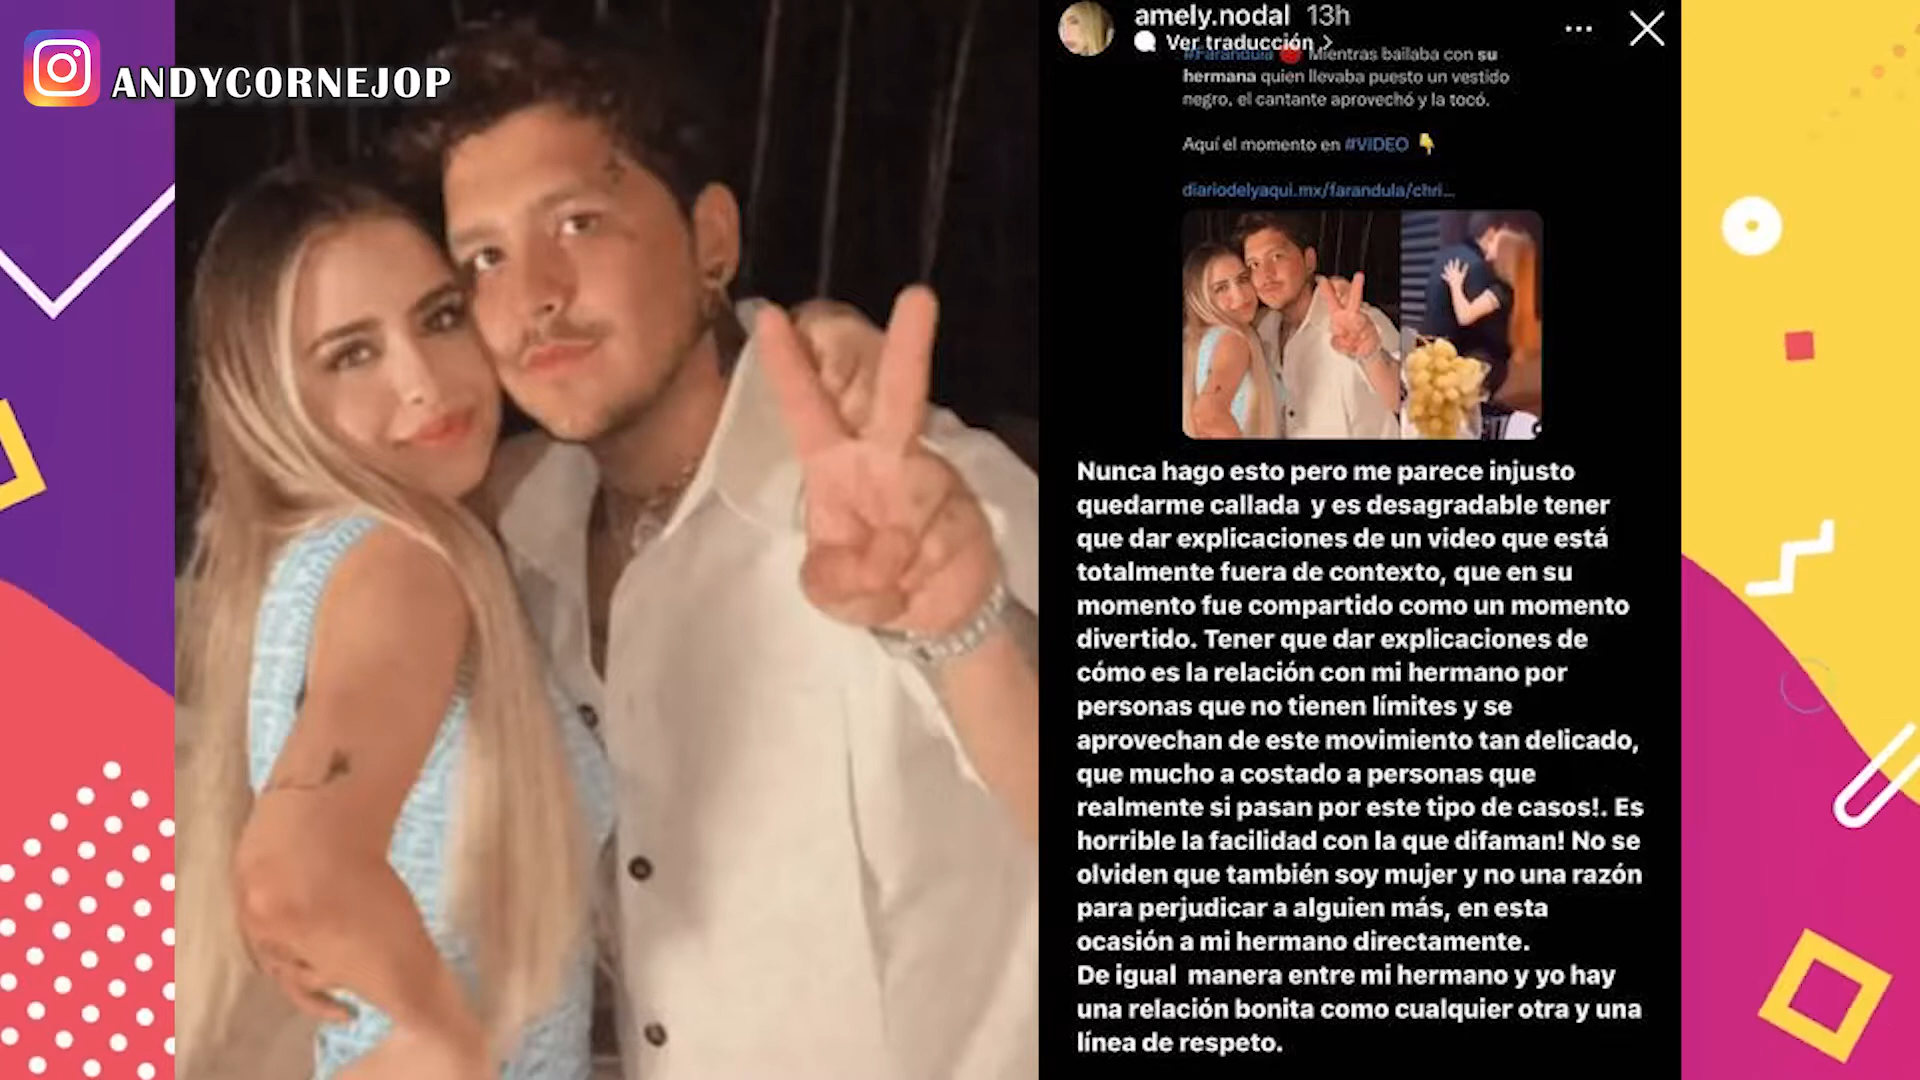 ANDYCORNEJOP
amely.nodal 13h
Ver traducción >
#Farandula Mientras bailaba con su
hermana quien llevaba puesto un vestido
negro, el cantante aprovechó y la tocó.
Aquí el momento en #VIDEO
diariodelyaqui.mx/farandula/chri...
Nunca hago esto pero me parece injusto
quedarme callada y es desagradable tener
que dar explicaciones de un video que está
totalmente fuera de contexto, que en su
momento fue compartido como un momento
divertido. Tener que dar explicaciones de
cómo es la relación con mi hermano por
personas que no tienen límites y se
aprovechan de este movimiento tan delicado,
que mucho a costado a personas que
realmente si pasan por este tipo de casos!. Es
horrible la facilidad con la que difaman! No se
olviden que también soy mujer y no una razón
para perjudicar a alguien más, en esta
ocasión a mi hermano directamente.
De igual manera entre mi hermano y yo hay
una relación bonita como cualquier otra y una
línea de respeto.